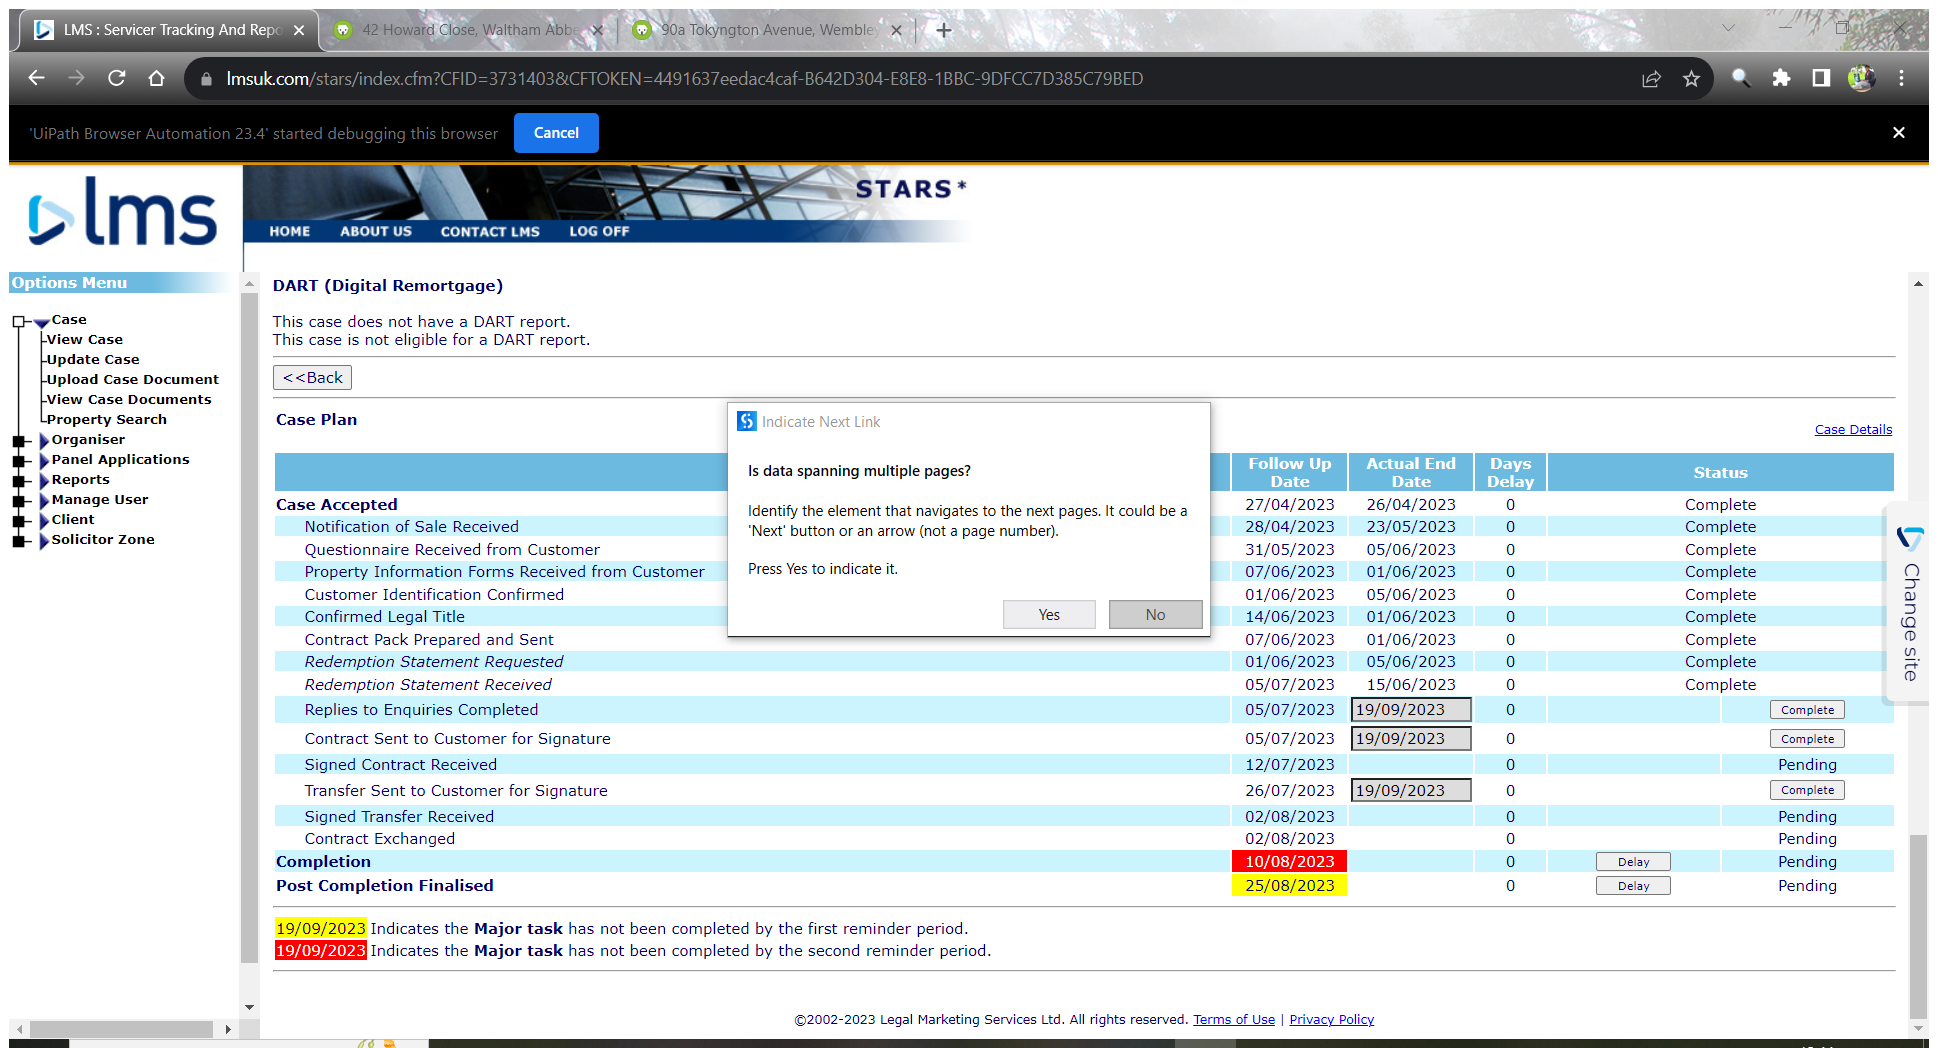 LMS : Servicer Tracking And Repo
42 Howard Close, Waltham Abbe
90a Tokyngton Avenue, Wembley
lmsuk.com/stars/index.cfm?CFID=3731403&CFTOKEN=4491637eedac4caf-B642D304-E8E8-1BBC-9DFCC7D385C79BED
'UiPath Browser Automation 23.4' started debugging this browser
Cancel
lms
STARS*
HOME ABOUT US CONTACT LMS LOG OFF
Options Menu
Case
View Case
Update Case
Upload Case Document
View Case Documents
Property Search
Organiser
Panel Applications
Reports
Manage User
Client
Solicitor Zone
DART (Digital Remortgage)
This case does not have a DART report.
This case is not eligible for a DART report.
<<Back
Case Plan
Case Details
Follow Up Date Actual End Date Days Delay Status
Case Accepted 27/04/2023 26/04/2023 0 Complete
Notification of Sale Received 28/04/2023 23/05/2023 0 Complete
Questionnaire Received from Customer 31/05/2023 05/06/2023 0 Complete
Property Information Forms Received from Customer 07/06/2023 01/06/2023 0 Complete
Customer Identification Confirmed 01/06/2023 05/06/2023 0 Complete
Confirmed Legal Title 14/06/2023 01/06/2023 0 Complete
Contract Pack Prepared and Sent 07/06/2023 01/06/2023 0 Complete
Redemption Statement Requested 01/06/2023 05/06/2023 0 Complete
Redemption Statement Received 05/07/2023 15/06/2023 0 Complete
Replies to Enquiries Completed 05/07/2023 19/09/2023 0 Complete
Contract Sent to Customer for Signature 05/07/2023 19/09/2023 0 Complete
Signed Contract Received 12/07/2023 0 Pending
Transfer Sent to Customer for Signature 26/07/2023 19/09/2023 0 Complete
Signed Transfer Received 02/08/2023 0 Pending
Contract Exchanged 02/08/2023 0 Pending
Completion 10/08/2023 0 Delay Pending
Post Completion Finalised 25/08/2023 0 Delay Pending
19/09/2023 Indicates the Major task has not been completed by the first reminder period.
19/09/2023 Indicates the Major task has not been completed by the second reminder period.
©2002-2023 Legal Marketing Services Ltd. All rights reserved. Terms of Use | Privacy Policy
Indicate Next Link
Is data spanning multiple pages?
Identify the element that navigates to the next pages. It could be a
'Next' button or an arrow (not a page number).
Press Yes to indicate it.
Yes No
Change site